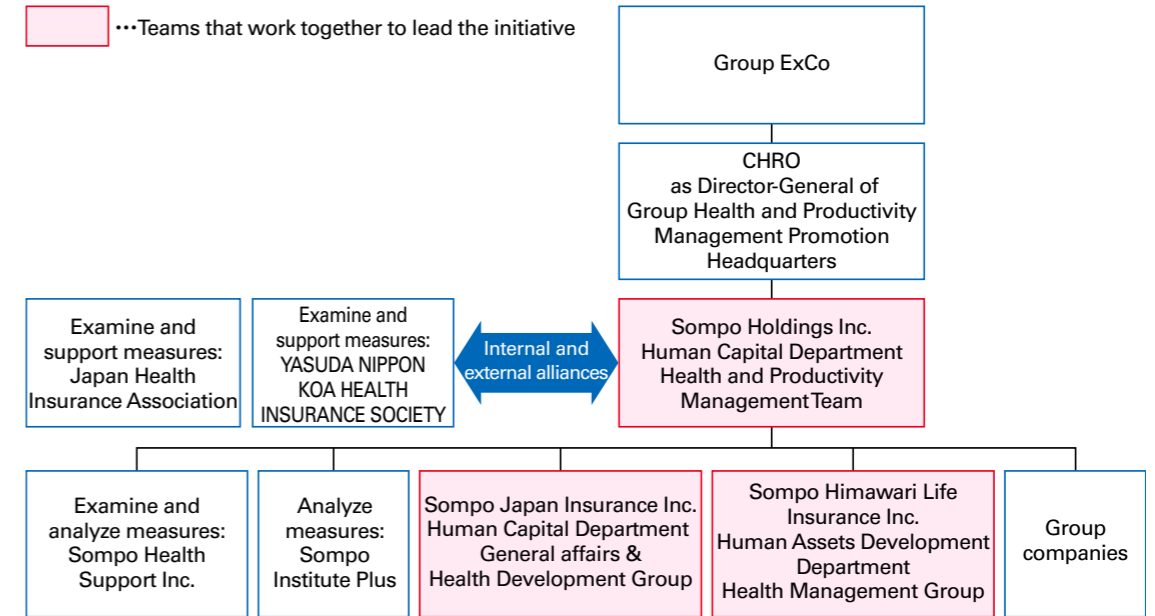 •••Teams that work together to lead the initiative
Group ExCo
CHRO
as Director-General of
Group Health and Productivity
Management Promotion
Headquarters
Examine and
support measures:
Japan Health
Insurance Association
Examine and
support measures:
YASUDA NIPPON
KOA HEALTH
INSURANCE SOCIETY
Internal and
external alliances
Sompo Holdings Inc.
Human Capital Department
Health and Productivity
Management Team
Examine and
analyze measures:
Sompo Health
Support Inc.
Analyze
measures:
Sompo
Institute Plus
Sompo Japan Insurance Inc.
Human Capital Department
General affairs &
Health Development Group
Sompo Himawari Life
Insurance Inc.
Human Assets Development
Department
Health Management Group
Group
companies